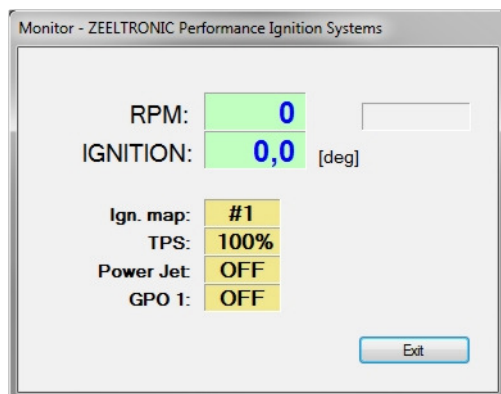 Monitor - ZEELTRONIC Performance Ignition Systems
RPM: 0
IGNITION: 0,0 [deg]
Ign. map: #1
TPS: 100%
Power Jet: OFF
GPO 1: OFF
Exit